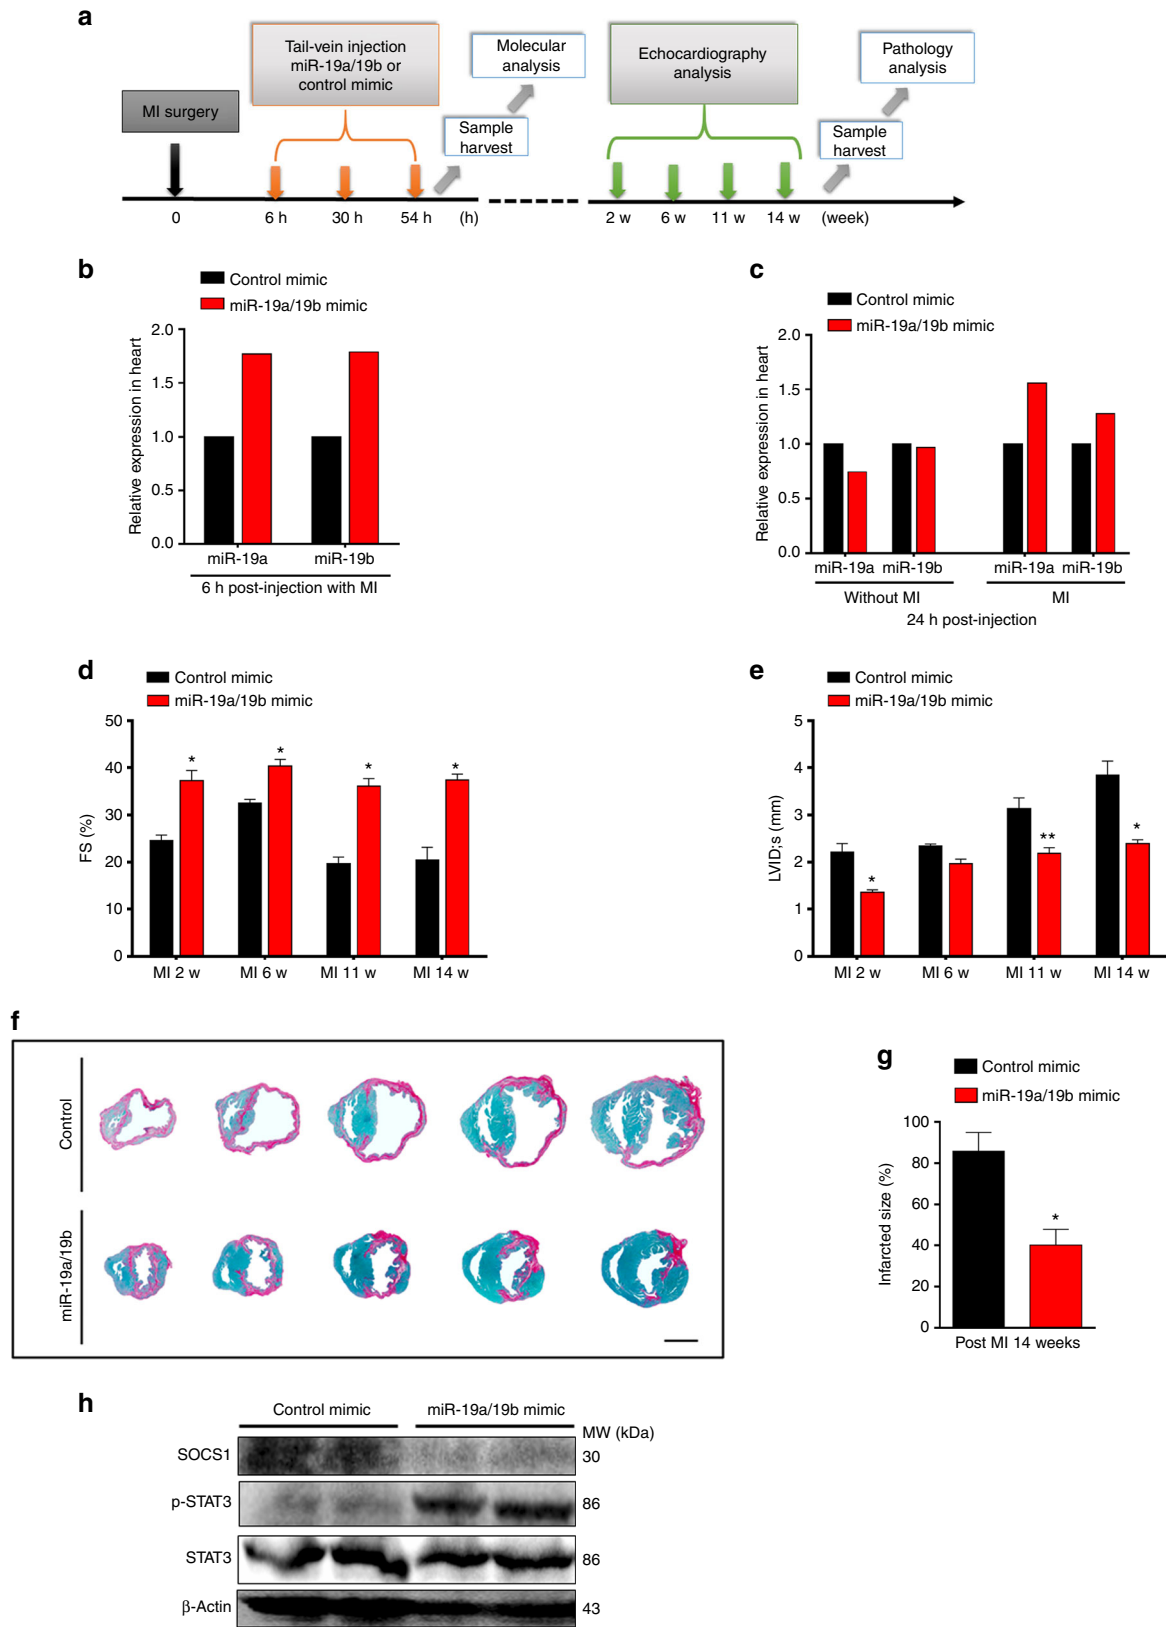 a
Tail-vein injection
miR-19a/19b or
control mimic
Molecular
analysis
Echocardiography
analysis
Pathology
analysis
MI surgery
Sample
harvest
Sample
harvest
0
6 h
30 h
54 h
(h)
2 w
6 w
11 w
14 w
(week)
b
Control mimic
miR-19a/19b mimic
Relative expression in heart
2.0
1.5
1.0
0.5
0.0
miR-19a
miR-19b
6 h post-injection with MI
c
Control mimic
miR-19a/19b mimic
Relative expression in heart
2.0
1.5
1.0
0.5
0.0
miR-19a
miR-19b
miR-19a
miR-19b
Without MI
MI
24 h post-injection
d
Control mimic
miR-19a/19b mimic
FS (%)
50
40
30
20
10
0
*
*
*
*
MI 2 w
MI 6 w
MI 11 w
MI 14 w
e
Control mimic
miR-19a/19b mimic
LVID;s (mm)
5
4
3
2
1
0
*
**
*
MI 2 w
MI 6 w
MI 11 w
MI 14 w
f
Control
miR-19a/19b
g
Control mimic
miR-19a/19b mimic
Infarcted size (%)
100
80
60
40
20
0
*
Post MI 14 weeks
h
Control mimic
miR-19a/19b mimic
MW (kDa)
SOCS1
30
p-STAT3
86
STAT3
86
β-Actin
43